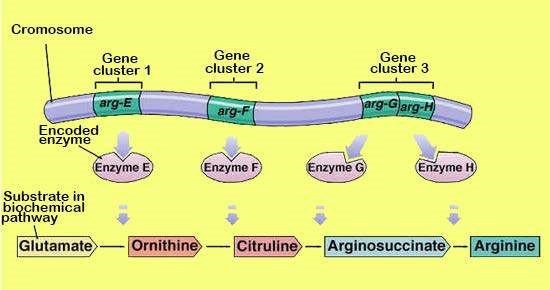 Chromosome
Gene
cluster 1
Gene
cluster 2
Gene
cluster 3
arg-E
arg-F
arg-G
arg-H
Encoded
enzyme
Enzyme E
Enzyme F
Enzyme G
Enzyme H
Substrate in
biochemical
pathway
Glutamate
Ornithine
Citruline
Arginosuccinate
Arginine